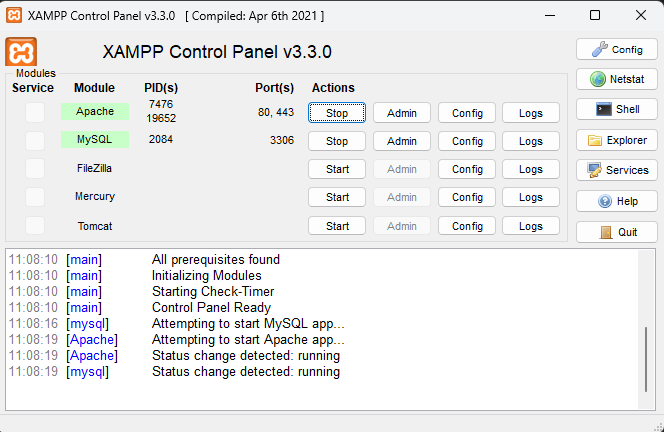 XAMPP Control Panel v3.3.0 [ Compiled: Apr 6th 2021 ]
XAMPP Control Panel v3.3.0
Modules
Service Module PID(s) Port(s) Actions
Apache 7476 19652 80, 443 Stop Admin Config Logs
MySQL 2084 3306 Stop Admin Config Logs
FileZilla Start Admin Config Logs
Mercury Start Admin Config Logs
Tomcat Start Admin Config Logs
Config
Netstat
Shell
Explorer
Services
Help
Quit
11:08:10 [main] All prerequisites found
11:08:10 [main] Initializing Modules
11:08:10 [main] Starting Check-Timer
11:08:10 [main] Control Panel Ready
11:08:16 [mysql] Attempting to start MySQL app...
11:08:19 [Apache] Attempting to start Apache app...
11:08:19 [Apache] Status change detected: running
11:08:19 [mysql] Status change detected: running